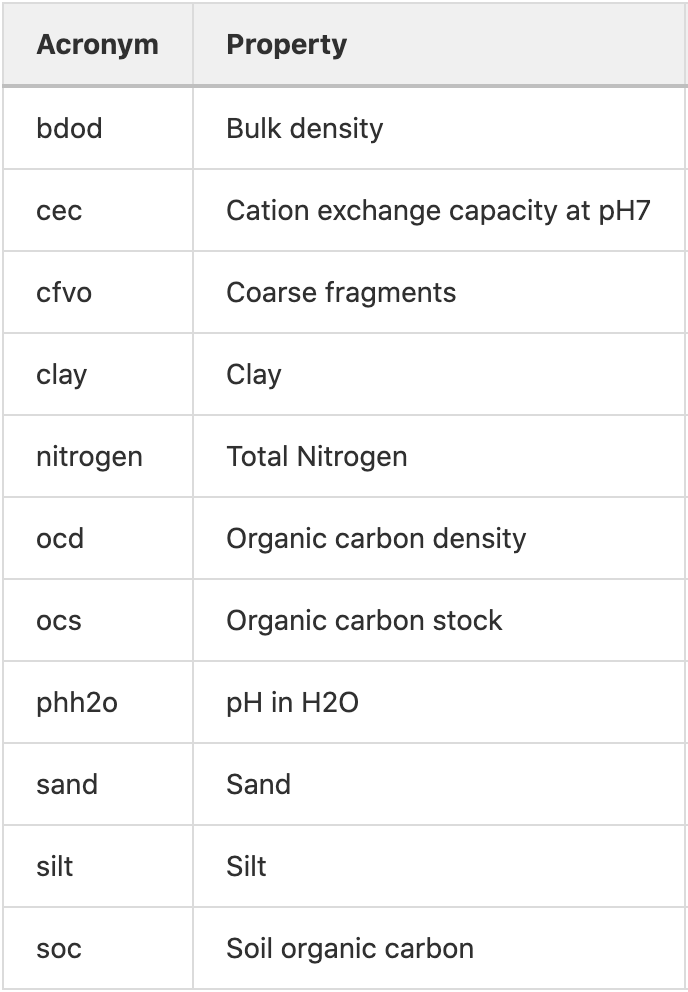 Acronym Property
bdod Bulk density
cec Cation exchange capacity at pH7
cfvo Coarse fragments
clay Clay
nitrogen Total Nitrogen
ocd Organic carbon density
ocs Organic carbon stock
phh2o pH in H2O
sand Sand
silt Silt
soc Soil organic carbon